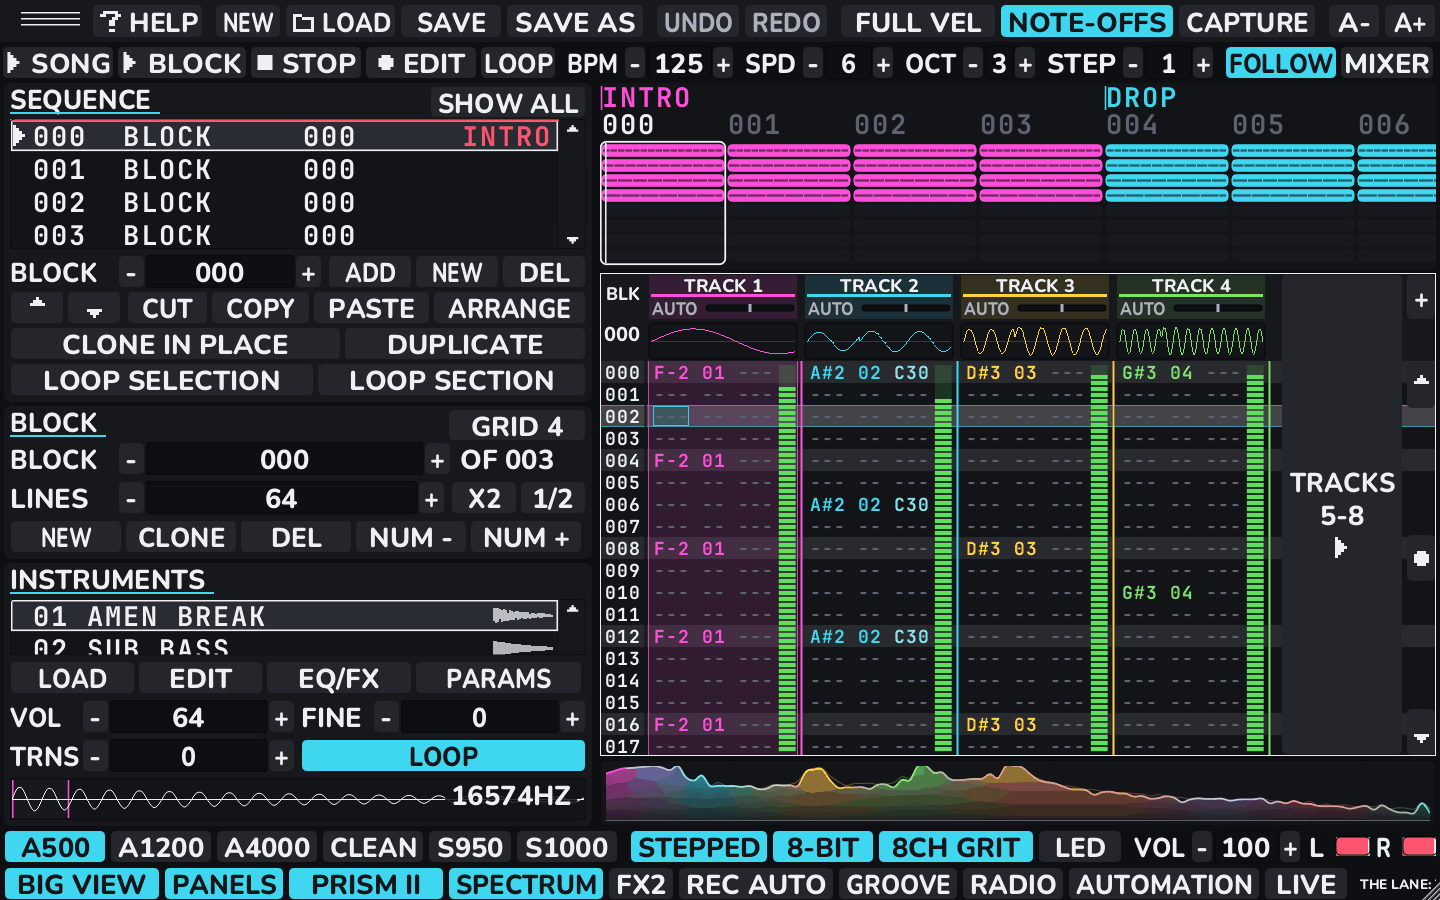 HELP NEW LOAD SAVE SAVE AS UNDO REDO FULL VEL NOTE-OFFS CAPTURE A- A+
SONG BLOCK STOP EDIT LOOP BPM - 125 + SPD - 6 + OCT - 3 + STEP - 1 + FOLLOW MIXER
SEQUENCE SHOW ALL
000 BLOCK 000 INTRO
001 BLOCK 000
002 BLOCK 000
003 BLOCK 000
BLOCK - 000 + ADD NEW DEL
CUT COPY PASTE ARRANGE
CLONE IN PLACE DUPLICATE
LOOP SELECTION LOOP SECTION
BLOCK GRID 4
BLOCK - 000 + OF 003
LINES - 64 + X2 1/2
NEW CLONE DEL NUM - NUM +
INSTRUMENTS
01 AMEN BREAK
02 SUB BASS
LOAD EDIT EQ/FX PARAMS
VOL - 64 + FINE - 0 +
TRNS - 0 + LOOP
16574HZ
INTRO DROP
000 001 002 003 004 005 006
BLK TRACK 1 TRACK 2 TRACK 3 TRACK 4 +
AUTO AUTO AUTO AUTO
000
000 F-2 01 --- A#2 02 C30 D#3 03 --- G#3 04 ---
001 --- -- --- --- -- --- --- -- --- --- -- ---
002 --- -- --- --- -- --- --- -- --- --- -- ---
003 --- -- --- --- -- --- --- -- --- --- -- ---
004 F-2 01 --- --- -- --- --- -- --- --- -- ---
005 --- -- --- --- -- --- --- -- --- --- -- ---
006 --- -- --- A#2 02 C30 --- -- --- --- -- ---
007 --- -- --- --- -- --- --- -- --- --- -- ---
008 F-2 01 --- --- -- --- D#3 03 --- --- -- ---
009 --- -- --- --- -- --- --- -- --- --- -- ---
010 --- -- --- --- -- --- --- -- --- G#3 04 ---
011 --- -- --- --- -- --- --- -- --- --- -- ---
012 F-2 01 --- A#2 02 C30 --- -- --- --- -- ---
013 --- -- --- --- -- --- --- -- --- --- -- ---
014 --- -- --- --- -- --- --- -- --- --- -- ---
015 --- -- --- --- -- --- --- -- --- --- -- ---
016 F-2 01 --- --- -- --- D#3 03 --- --- -- ---
017 --- -- --- --- -- --- --- -- --- --- -- ---
TRACKS
5-8
A500 A1200 A4000 CLEAN S950 S1000 STEPPED 8-BIT 8CH GRIT LED VOL - 100 + L R
BIG VIEW PANELS PRISM II SPECTRUM FX2 REC AUTO GROOVE RADIO AUTOMATION LIVE THE LANE: